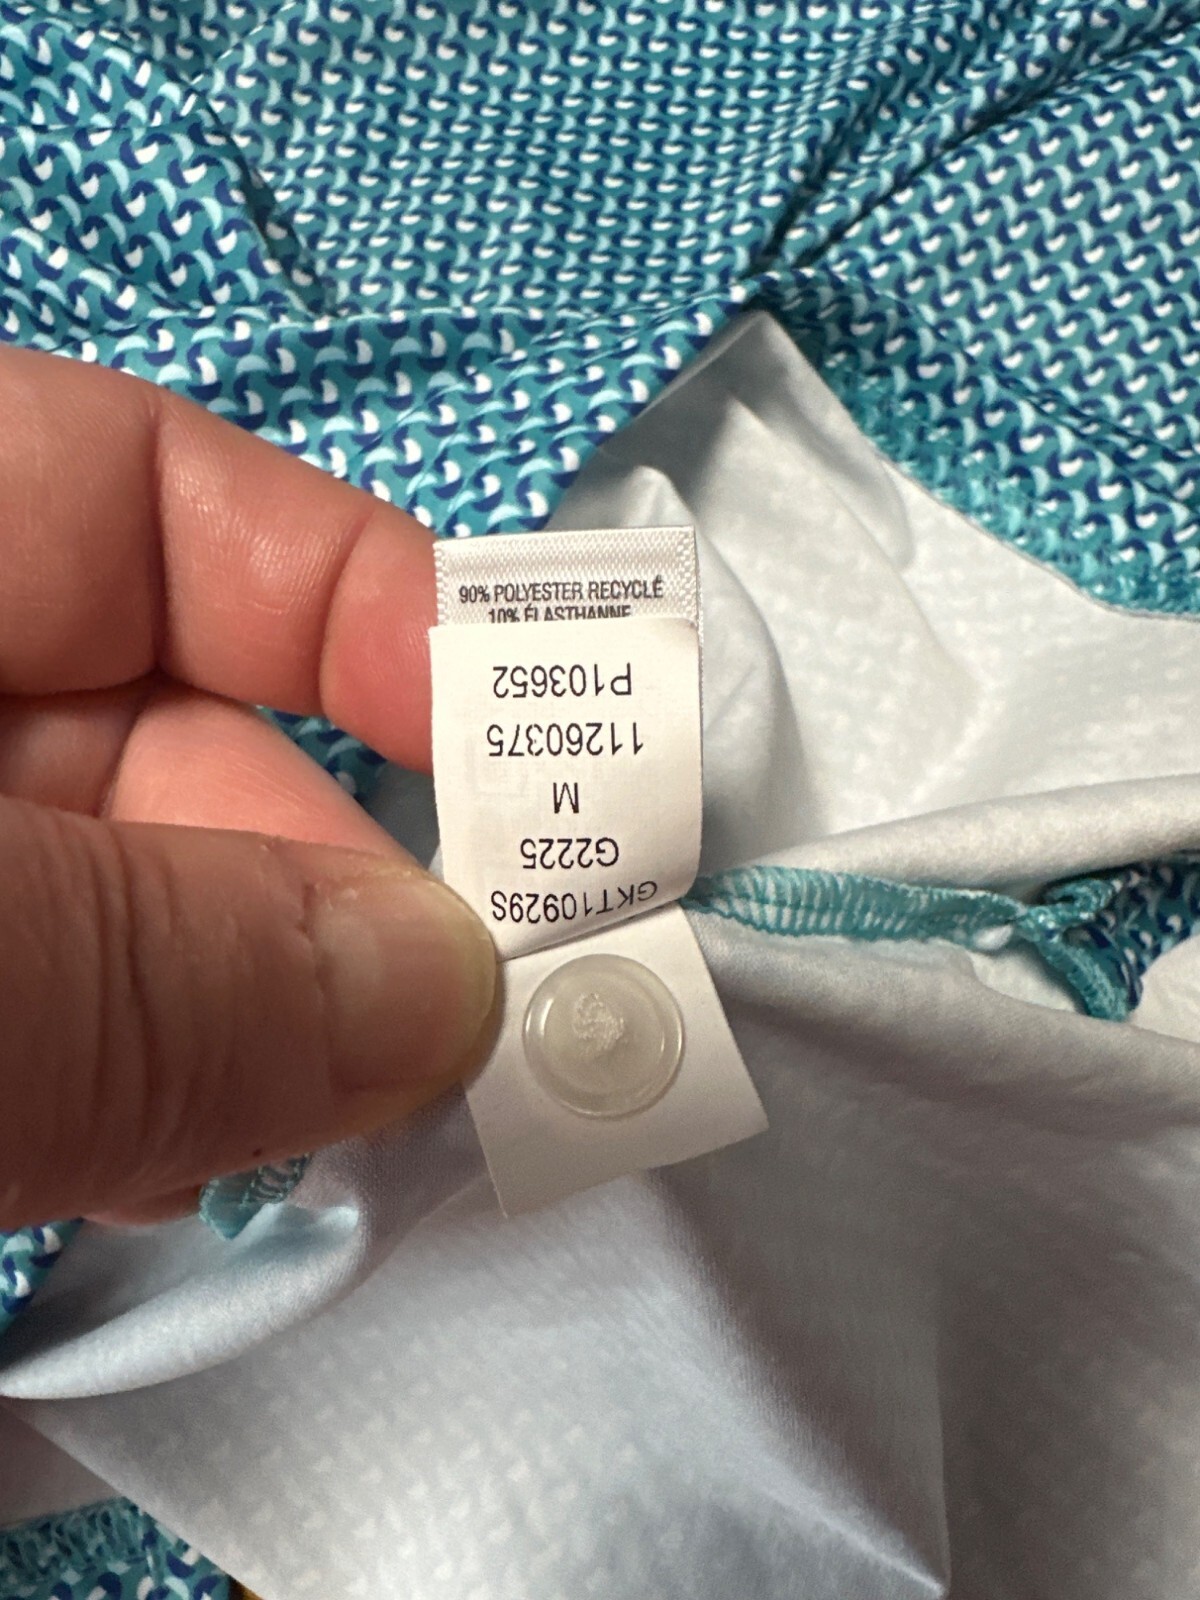 90% POLYESTER RECYCLÉ
10% ÉLASTHANNE
GKT10929S
G2225
M
11260375
P103652